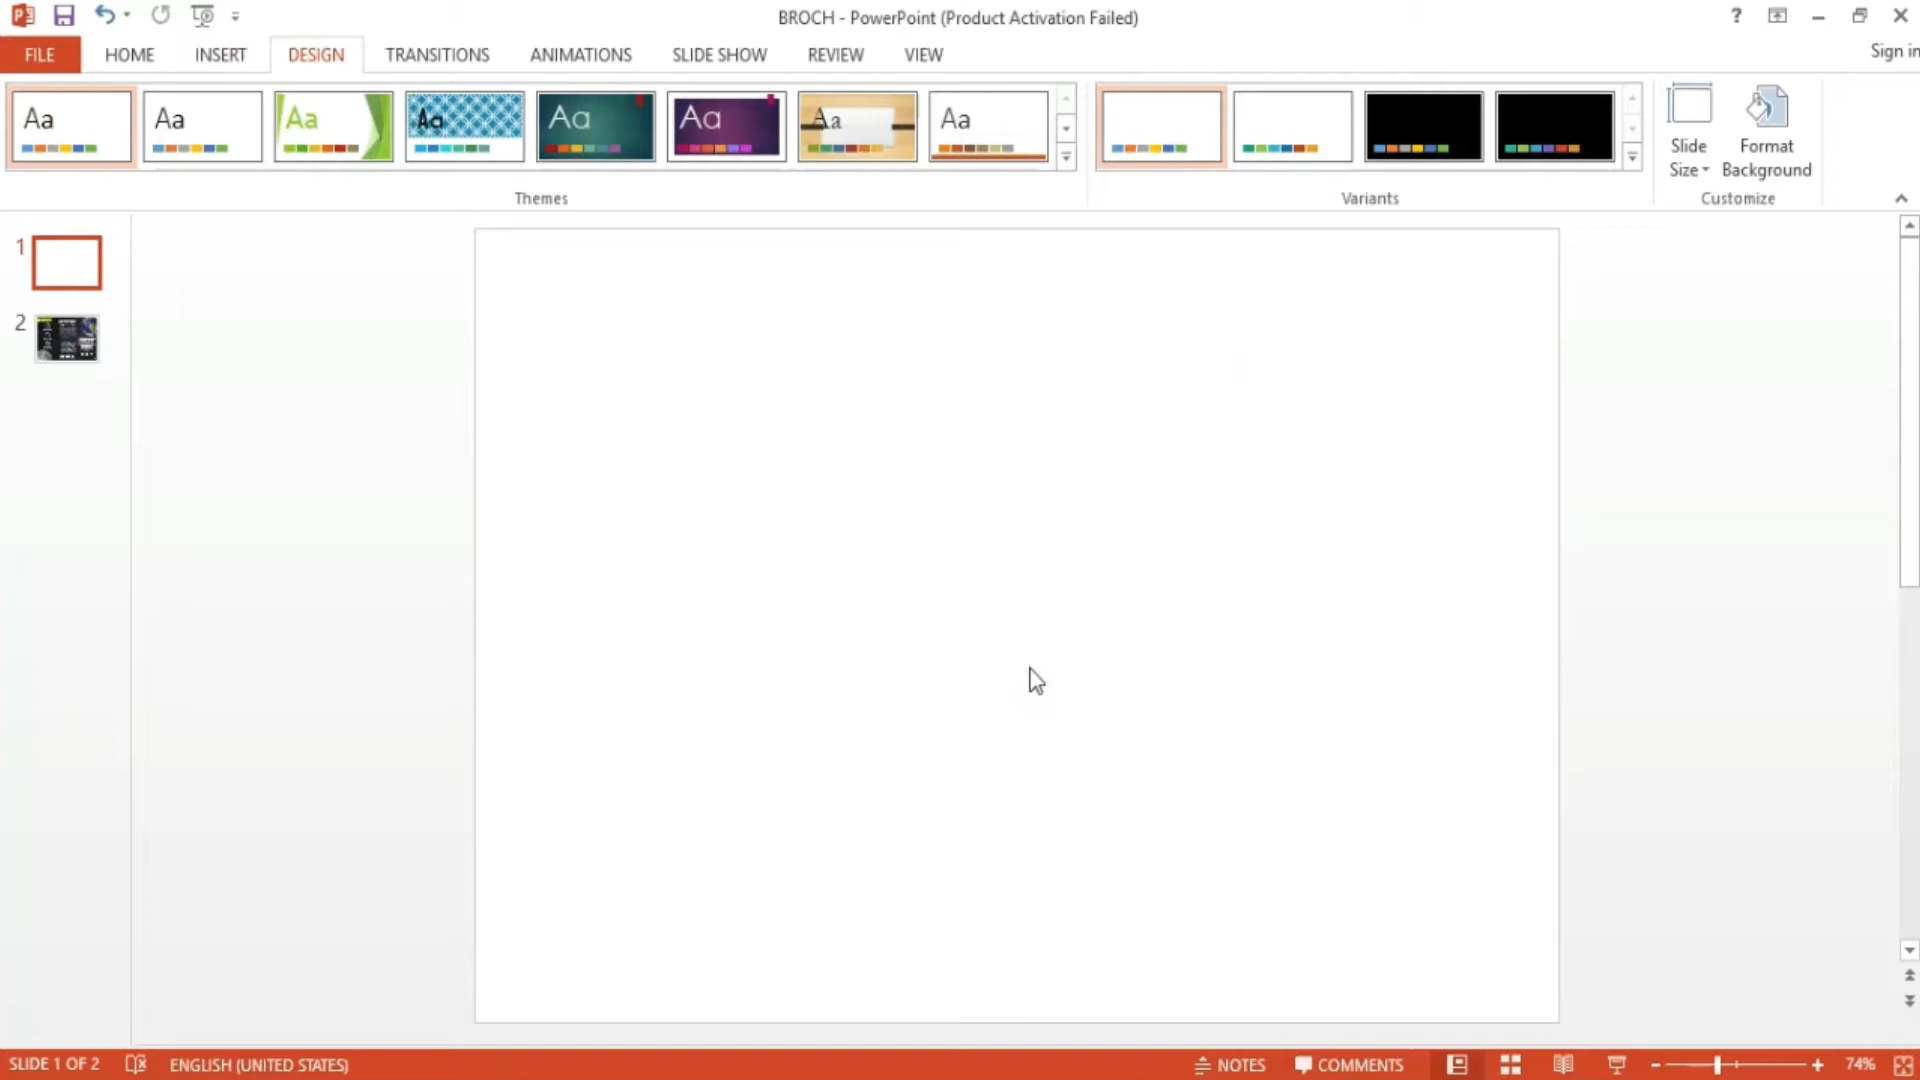 BROCH - PowerPoint (Product Activation Failed)
?
FILE HOME INSERT DESIGN TRANSITIONS ANIMATIONS SLIDE SHOW REVIEW VIEW Sign in
Aa Aa Aa Aa Aa Aa Aa Aa
Slide Size
Format Background
Themes Variants Customize
1
2
SLIDE 1 OF 2 ENGLISH (UNITED STATES) NOTES COMMENTS 74%